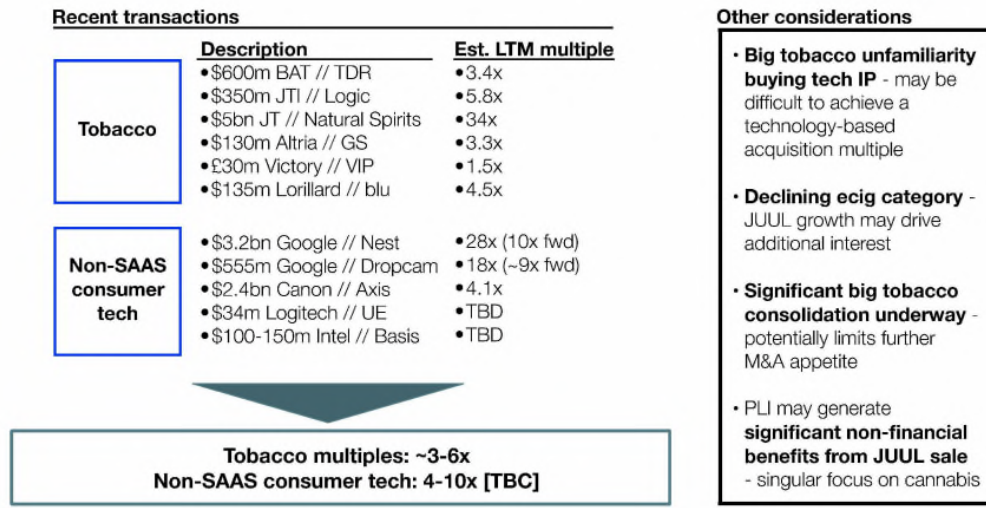 Recent transactions
Description Est. LTM multiple
Tobacco
•$600m BAT // TDR •3.4x
•$350m JTI // Logic •5.8x
•$5bn JT // Natural Spirits •34x
•$130m Altria // GS •3.3x
•£30m Victory // VIP •1.5x
•$135m Lorillard // blu •4.5x
Non-SAAS
consumer
tech
•$3.2bn Google // Nest •28x (10x fwd)
•$555m Google // Dropcam •18x (~9x fwd)
•$2.4bn Canon // Axis •4.1x
•$34m Logitech // UE •TBD
•$100-150m Intel // Basis •TBD
Tobacco multiples: ~3-6x
Non-SAAS consumer tech: 4-10x [TBC]
Other considerations
• Big tobacco unfamiliarity
buying tech IP - may be
difficult to achieve a
technology-based
acquisition multiple
• Declining ecig category -
JUUL growth may drive
additional interest
• Significant big tobacco
consolidation underway -
potentially limits further
M&A appetite
• PLI may generate
significant non-financial
benefits from JUUL sale
- singular focus on cannabis